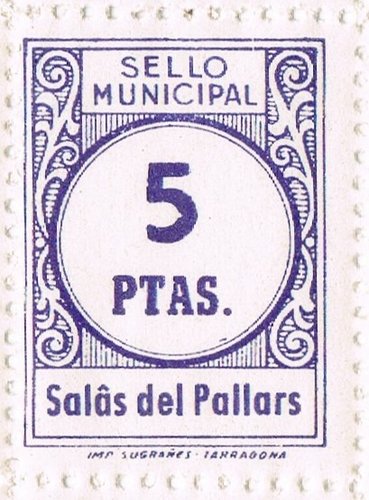 SELLO
MUNICIPAL
5
PTAS.
Salâs del Pallars
IMP. SUGRAÑES - TARRAGONA